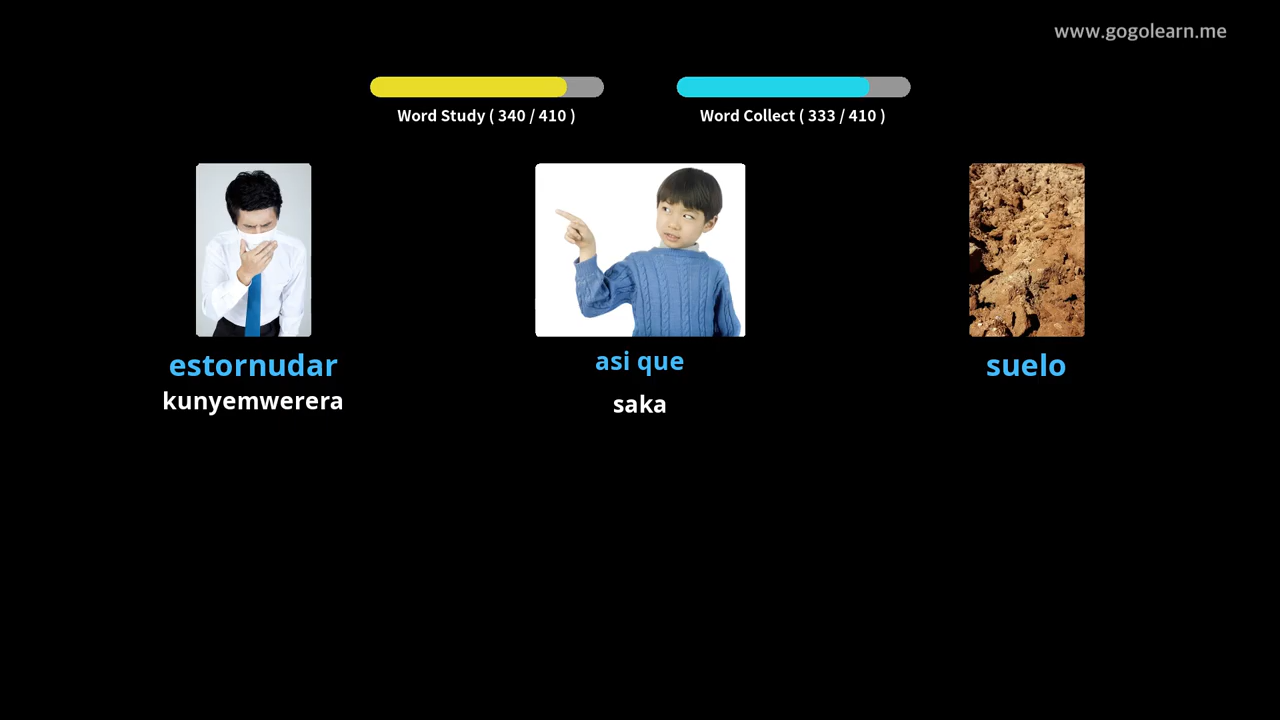 www.gogolearn.me
Word Study ( 340 / 410 )
Word Collect ( 333 / 410 )
estornudar
kunyemwerera
asi que
saka
suelo